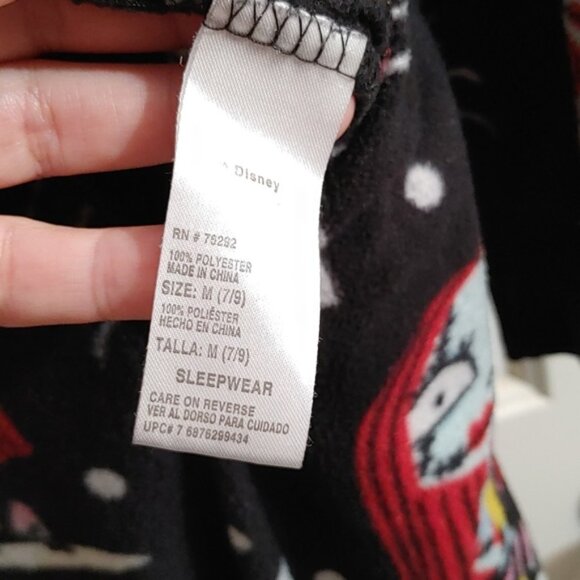 Disney
RN # 76292
100% POLYESTER
MADE IN CHINA
SIZE: M (7/9)
100% POLIÉSTER
HECHO EN CHINA
TALLA: M (7/9)
SLEEPWEAR
CARE ON REVERSE
VER AL DORSO PARA CUIDADO
UPC# 7 6876299434